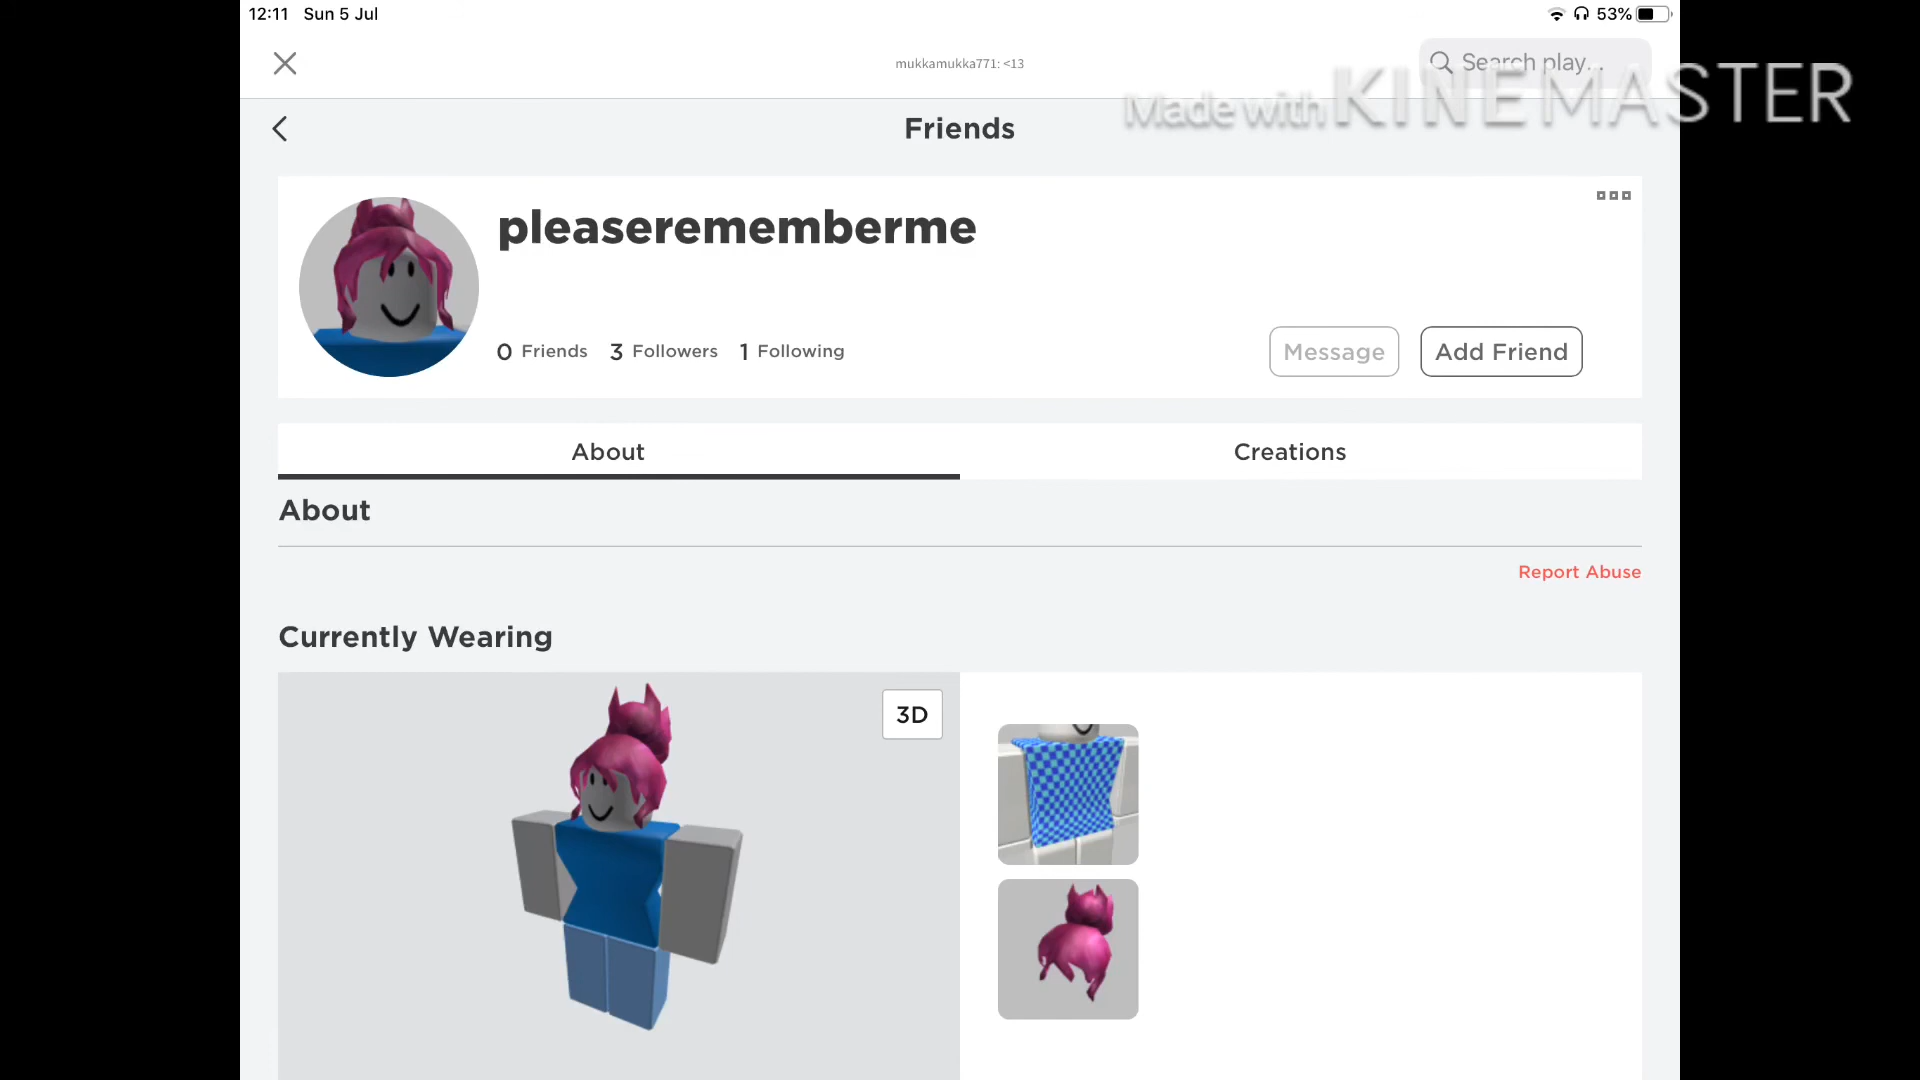 12:11 Sun 5 Jul
53%
mukkamukka771: <13
Search play...
Made with KINEMASTER
Friends
pleaserememberme
0 Friends 3 Followers 1 Following
Message
Add Friend
About
Creations
About
Report Abuse
Currently Wearing
3D